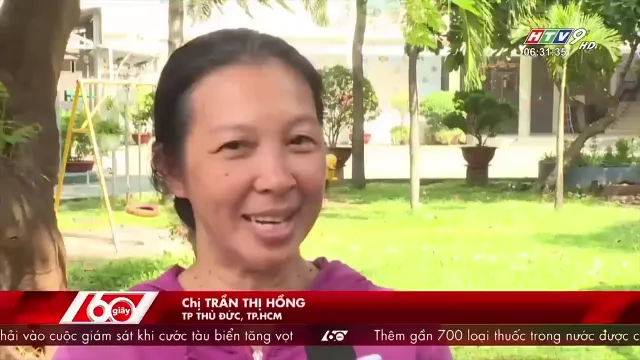 HTV9 HD
06:31:35
60 giây
Chị TRẦN THỊ HỒNG
TP THỦ ĐỨC, TP.HCM
hải vào cuộc giám sát khi cước tàu biển tăng vọt 60 Thêm gần 700 loại thuốc trong nước được c